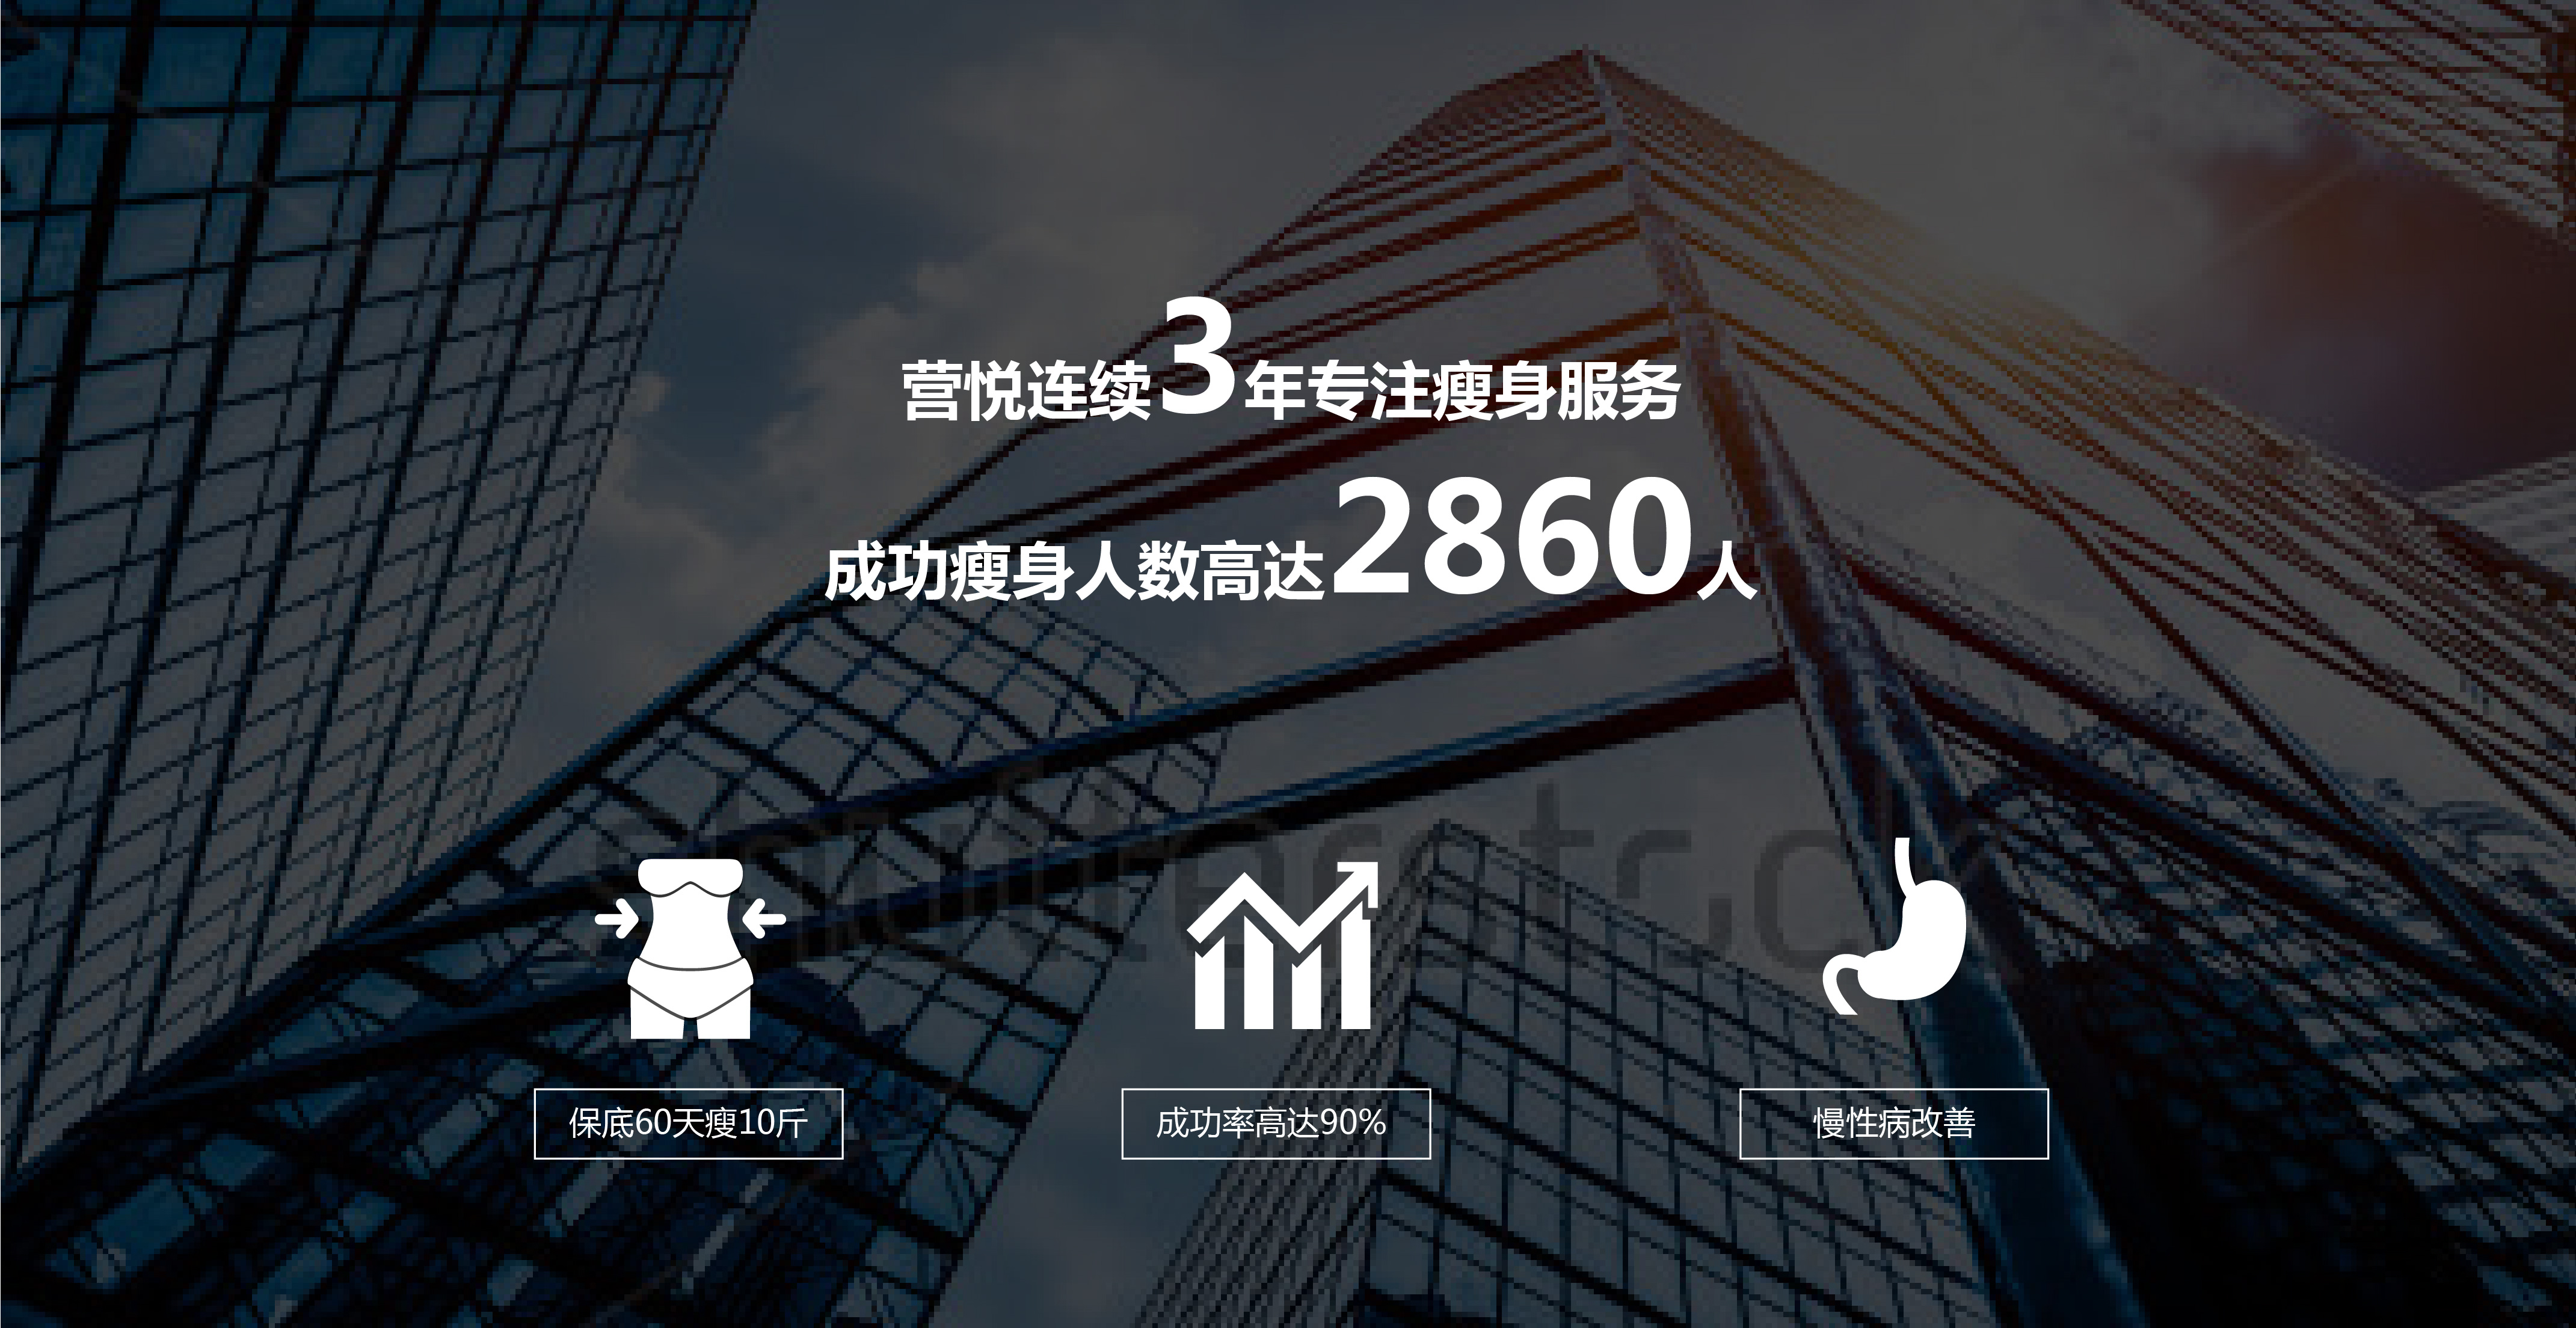 营悦连续3年专注瘦身服务
成功瘦身人数高达2860人
保底60天瘦10斤
成功率高达90%
慢性病改善